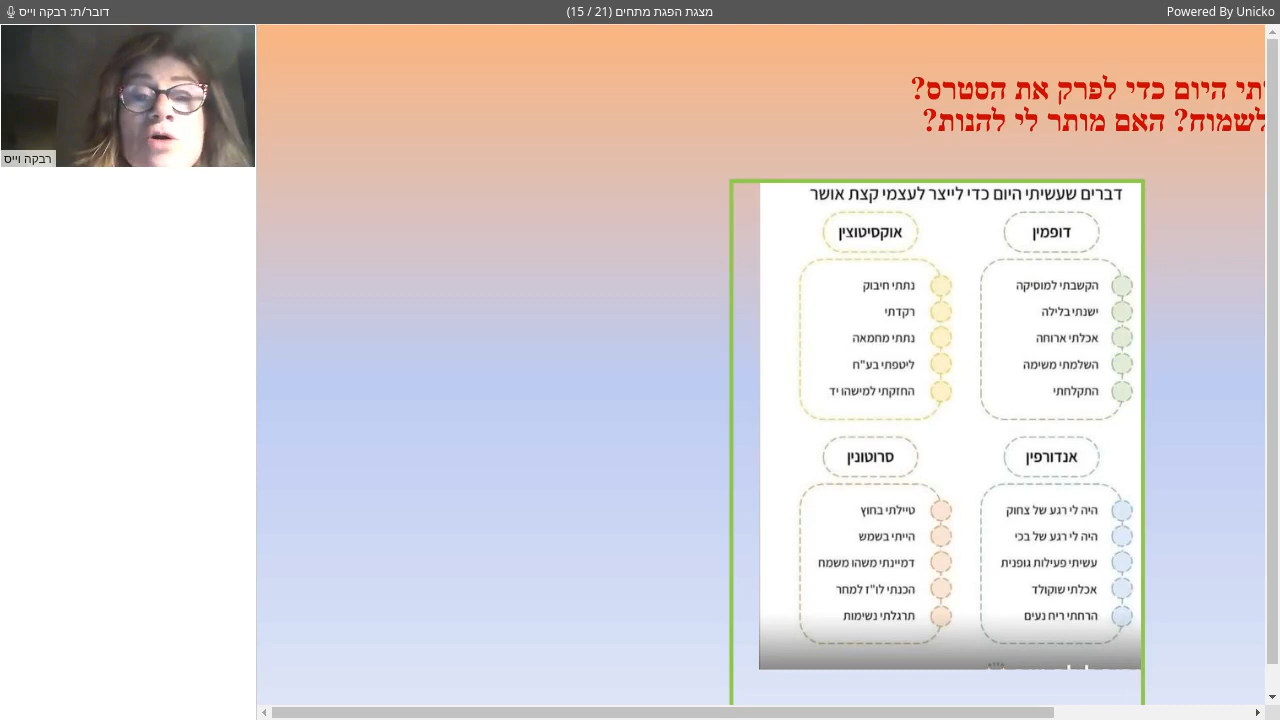 דובר/ת: רבקה וייס
מצגת הפגת מתחים (21 / 15)
Powered By Unicko
רבקה וייס
היום כדי לפרק את הסטרס?
לשמוח? האם מותר לי להנות?
דברים שעשיתי היום כדי לייצר לעצמי קצת אושר
דופמין
הקשבתי למוסיקה
ישנתי בלילה
אכלתי ארוחה
השלמתי משימה
התקלחתי
אוקסיטוצין
נתתי חיבוק
רקדתי
נתתי מחמאה
ליטפתי בע"ח
החזקתי למישהו יד
אנדורפין
היה לי רגע של צחוק
היה לי רגע של בכי
עשיתי פעילות גופנית
אכלתי שוקולד
הרחתי ריח נעים
סרוטונין
טיילתי בחוץ
הייתי בשמש
דמיינתי משהו משמח
הכנתי לו"ז למחר
תרגלתי נשימות